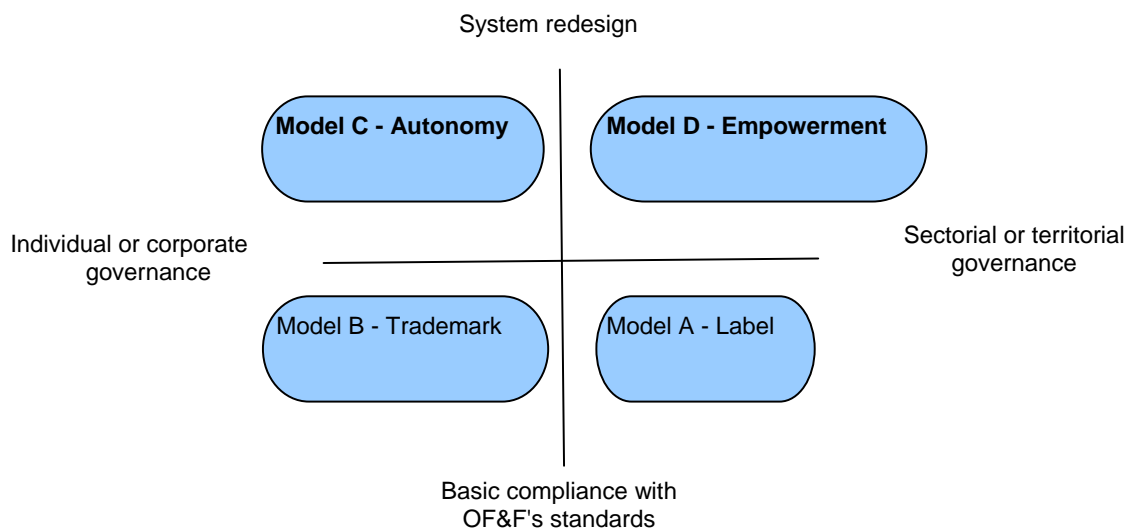 System redesign
Model C - Autonomy
Model D - Empowerment
Individual or corporate
governance
Sectorial or territorial
governance
Model B - Trademark
Model A - Label
Basic compliance with
OF&F's standards